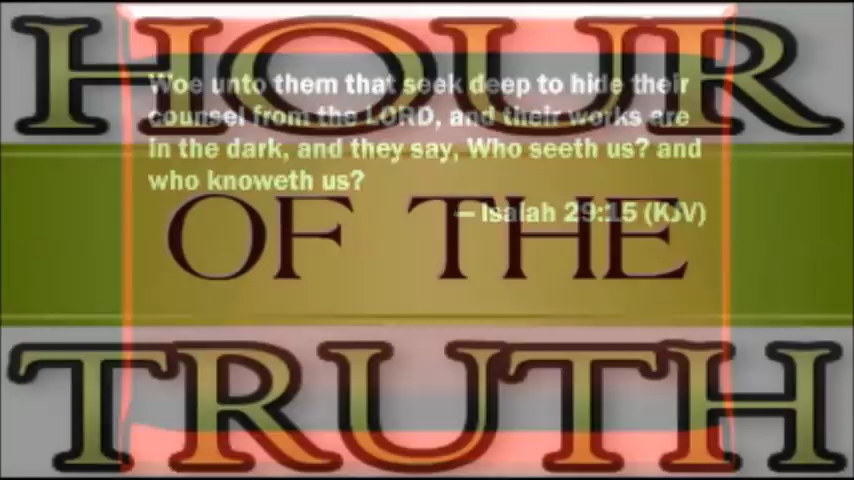 HOUR
Woe unto them that seek deep to hide their
counsel from the LORD, and their works are
in the dark, and they say, Who seeth us? and
who knoweth us?
— Isaiah 29:15 (KJV)
OF THE
TRUTH